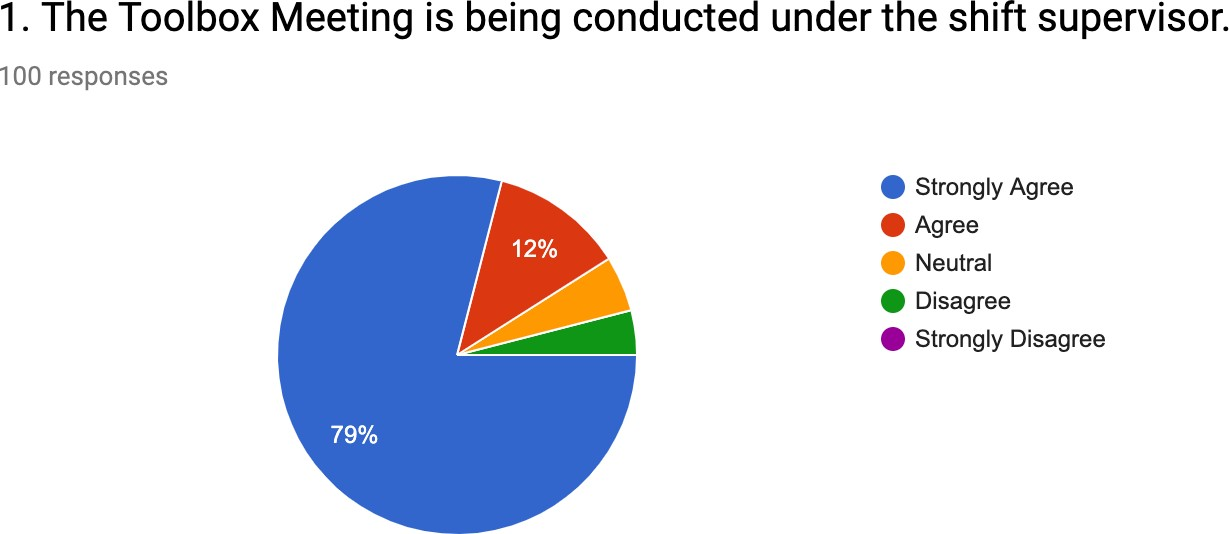 1. The Toolbox Meeting is being conducted under the shift supervisor.
100 responses
Strongly Agree
Agree
Neutral
Disagree
Strongly Disagree
12%
79%